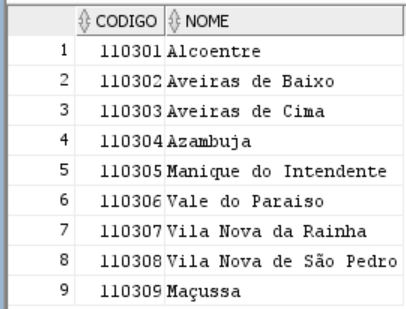 CODIGO NOME
1 110301 Alcoentre
2 110302 Aveiras de Baixo
3 110303 Aveiras de Cima
4 110304 Azambuja
5 110305 Manique do Intendente
6 110306 Vale do Paraiso
7 110307 Vila Nova da Rainha
8 110308 Vila Nova de São Pedro
9 110309 Maçussa